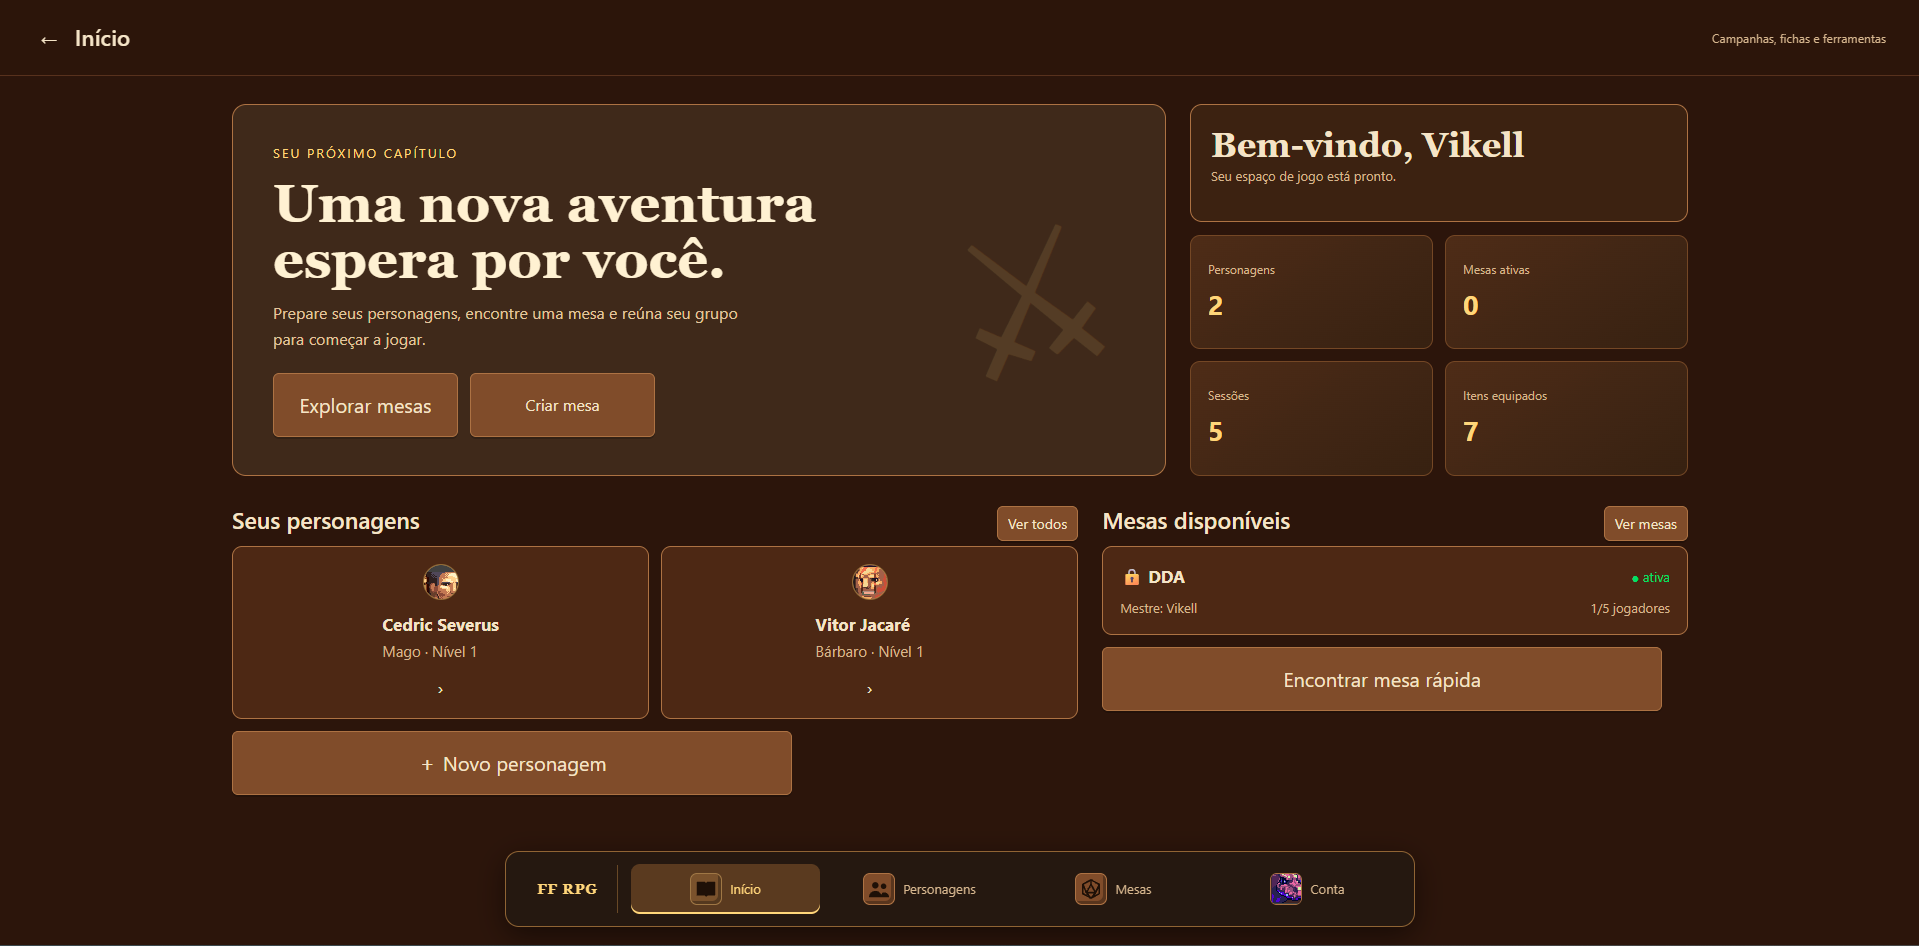 ← Início
Campanhas, fichas e ferramentas
SEU PRÓXIMO CAPÍTULO
Uma nova aventura
espera por você.
Prepare seus personagens, encontre uma mesa e reúna seu grupo
para começar a jogar.
Explorar mesas
Criar mesa
Bem-vindo, Vikell
Seu espaço de jogo está pronto.
Personagens
2
Mesas ativas
0
Sessões
5
Itens equipados
7
Seus personagens
Ver todos
Cedric Severus
Mago · Nível 1
›
Vitor Jacaré
Bárbaro · Nível 1
›
+ Novo personagem
Mesas disponíveis
Ver mesas
🔒 DDA
● ativa
Mestre: Vikell
1/5 jogadores
Encontrar mesa rápida
FF RPG
Início
Personagens
Mesas
Conta